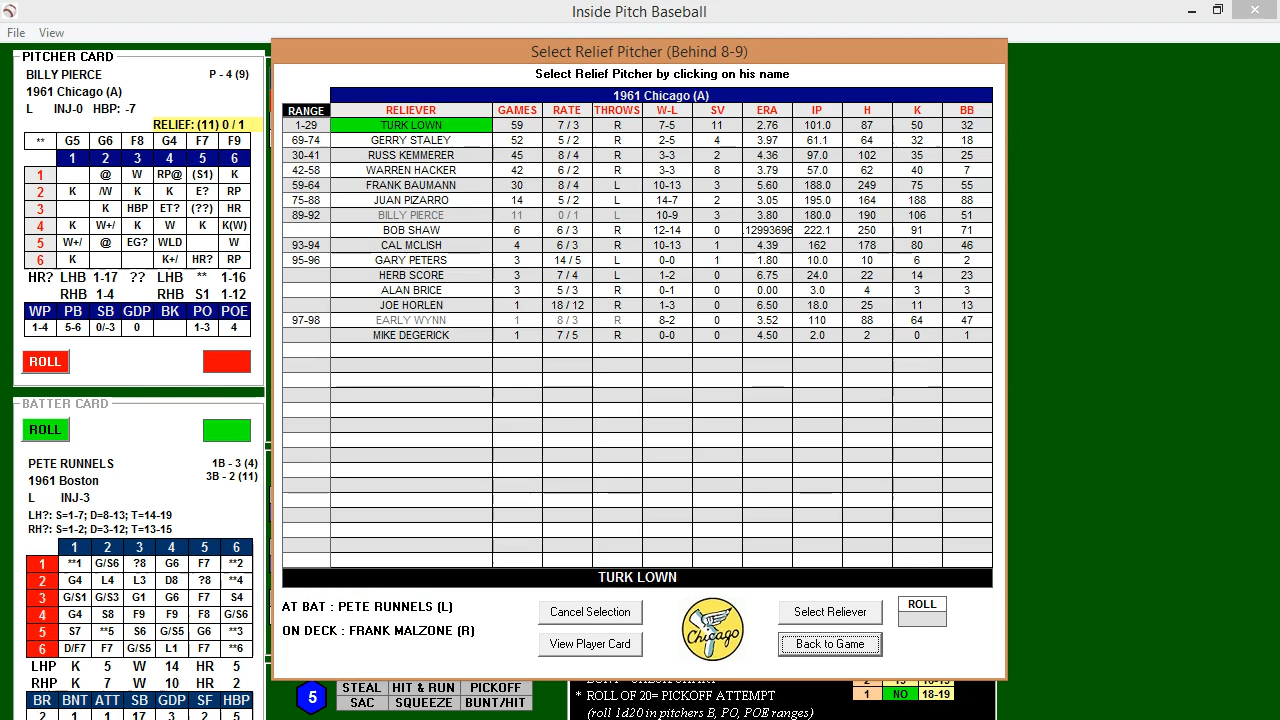 Inside Pitch Baseball
File View
PITCHER CARD
BILLY PIERCE P - 4 (9)
1961 Chicago (A)
L INJ-0 HBP: -7
RELIEF: (11) 0 / 1
** G5 G6 F8 G4 F7 F9
1 2 3 4 5 6
1 @ W RP@ (S1) K
2 K /W K K E? RP
3 K HBP ET? (??) HR
4 K W+/ K W K K(W)
5 W+/ @ EG? WLD W
6 K K+/ HR? RP
HR? LHB 1-17 ?? LHB ** 1-16
RHB 1-4 RHB S1 1-12
WP PB SB GDP BK PO POE
1-4 5-6 0/-3 0 1-3 4
ROLL
BATTER CARD
ROLL
PETE RUNNELS 1B - 3 (4)
1961 Boston 3B - 2 (11)
L INJ-3
LH?: S=1-7; D=8-13; T=14-19
RH?: S=1-2; D=3-12; T=13-15
1 2 3 4 5 6
1 **1 G/S6 ?8 G6 F7 **2
2 G4 L4 L3 D8 ?8 **4
3 G/S1 G/S3 G1 G6 F7 S4
4 G4 S8 F9 F9 F8 G/S6
5 S7 **5 S6 G/S5 G6 **3
6 D/F7 F7 G/S5 L1 F7 **6
LHP K 5 W 14 HR 5
RHP K 7 W 10 HR 2
BR BNT ATT SB GDP SF HBP
2 1 1 17 3 2 5
Select Relief Pitcher (Behind 8-9)
Select Relief Pitcher by clicking on his name
1961 Chicago (A)
RANGE RELIEVER GAMES RATE THROWS W-L SV ERA IP H K BB
1-29 TURK LOWN 59 7 / 3 R 7-5 11 2.76 101.0 87 50 32
69-74 GERRY STALEY 52 5 / 2 R 2-5 4 3.97 61.1 64 32 18
30-41 RUSS KEMMERER 45 8 / 4 R 3-3 2 4.36 97.0 102 35 25
42-58 WARREN HACKER 42 6 / 2 R 3-3 8 3.79 57.0 62 40 7
59-64 FRANK BAUMANN 30 8 / 4 L 10-13 3 5.60 188.0 249 75 55
75-88 JUAN PIZARRO 14 5 / 2 L 14-7 2 3.05 195.0 164 188 88
89-92 BILLY PIERCE 11 0 / 1 L 10-9 3 3.80 180.0 190 106 51
BOB SHAW 6 6 / 3 R 12-14 0 .12993696 222.1 250 91 71
93-94 CAL MCLISH 4 6 / 3 R 10-13 1 4.39 162 178 80 46
95-96 GARY PETERS 3 14 / 5 L 0-0 1 1.80 10.0 10 6 2
HERB SCORE 3 7 / 4 L 1-2 0 6.75 24.0 22 14 23
ALAN BRICE 3 5 / 3 R 0-1 0 0.00 3.0 4 3 3
JOE HORLEN 1 18 / 12 R 1-3 0 6.50 18.0 25 11 13
97-98 EARLY WYNN 1 8 / 3 R 8-2 0 3.52 110 88 64 47
MIKE DEGERICK 1 7 / 5 R 0-0 0 4.50 2.0 2 0 1
TURK LOWN
AT BAT : PETE RUNNELS (L)
ON DECK : FRANK MALZONE (R)
Cancel Selection
View Player Card
Chicago
Select Reliever
Back to Game
ROLL
5
STEAL HIT & RUN PICKOFF
SAC SQUEEZE BUNT/HIT
* ROLL OF 20= PICKOFF ATTEMPT
(roll 1d20 in pitchers B, PO, POE ranges)
1 NO 18-19